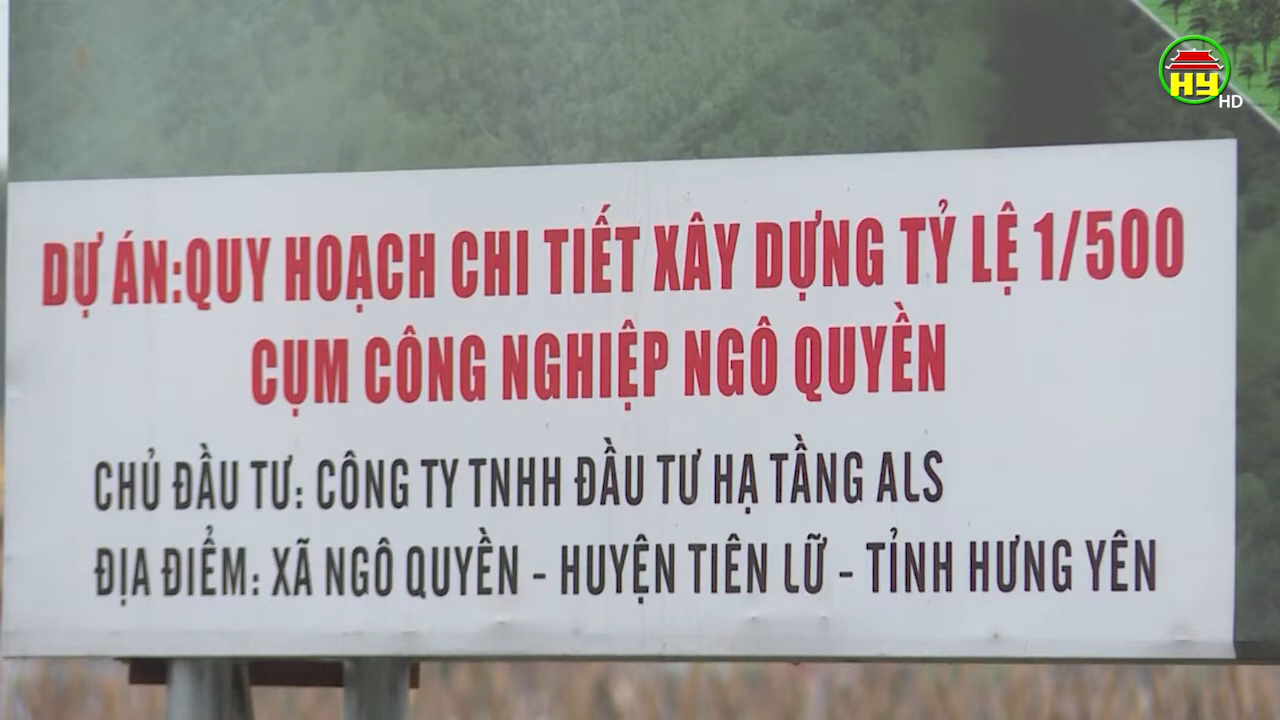 HY
HD
DỰ ÁN:QUY HOẠCH CHI TIẾT XÂY DỰNG TỶ LỆ 1/500
CỤM CÔNG NGHIỆP NGÔ QUYỀN
CHỦ ĐẦU TƯ: CÔNG TY TNHH ĐẦU TƯ HẠ TẦNG ALS
ĐỊA ĐIỂM: XÃ NGÔ QUYỀN - HUYỆN TIÊN LỮ - TỈNH HƯNG YÊN